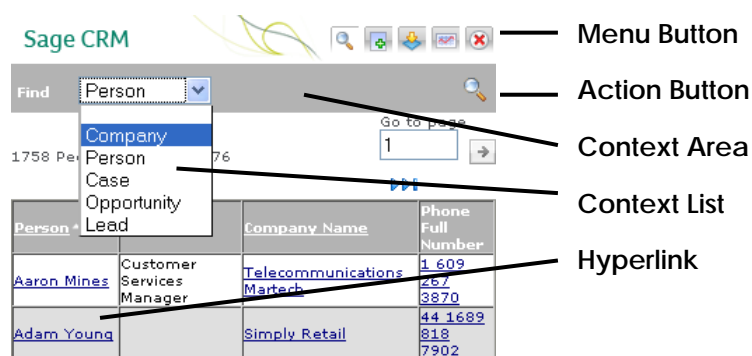 Sage CRM
Menu Button
Find Person
Action Button
Go to page
1
Context Area
Company
1758 Pe
76
Person
Case
Opportunity
Lead
Context List
Person Company Name Phone Full Number
Hyperlink
Aaron Mines Customer Services Manager Telecommunications Martech 1 609 267 3870
Adam Young Simply Retail 44 1689 818 7902